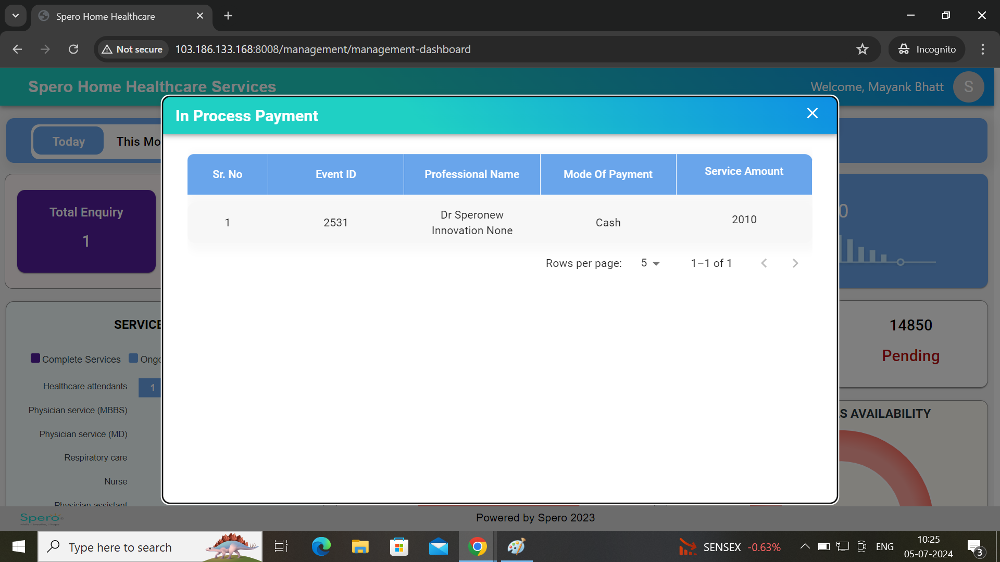 Spero Home Healthcare
Not secure
103.186.133.168:8008/management/management-dashboard
Incognito
Spero Home Healthcare Services
Welcome, Mayank Bhatt
S
In Process Payment
Today
This Mo
Sr. No
Event ID
Professional Name
Mode Of Payment
Service Amount
1
2531
Dr Speronew
Innovation None
Cash
2010
Rows per page:
5
1–1 of 1
Total Enquiry
1
0
SERVICE
14850
Pending
Complete Services
Ongo
Healthcare attendants
1
Physician service (MBBS)
Physician service (MD)
Respiratory care
Nurse
Physician assistant
S AVAILABILITY
Spero
Powered by Spero 2023
Type here to search
SENSEX -0.63%
ENG
10:25
05-07-2024
3